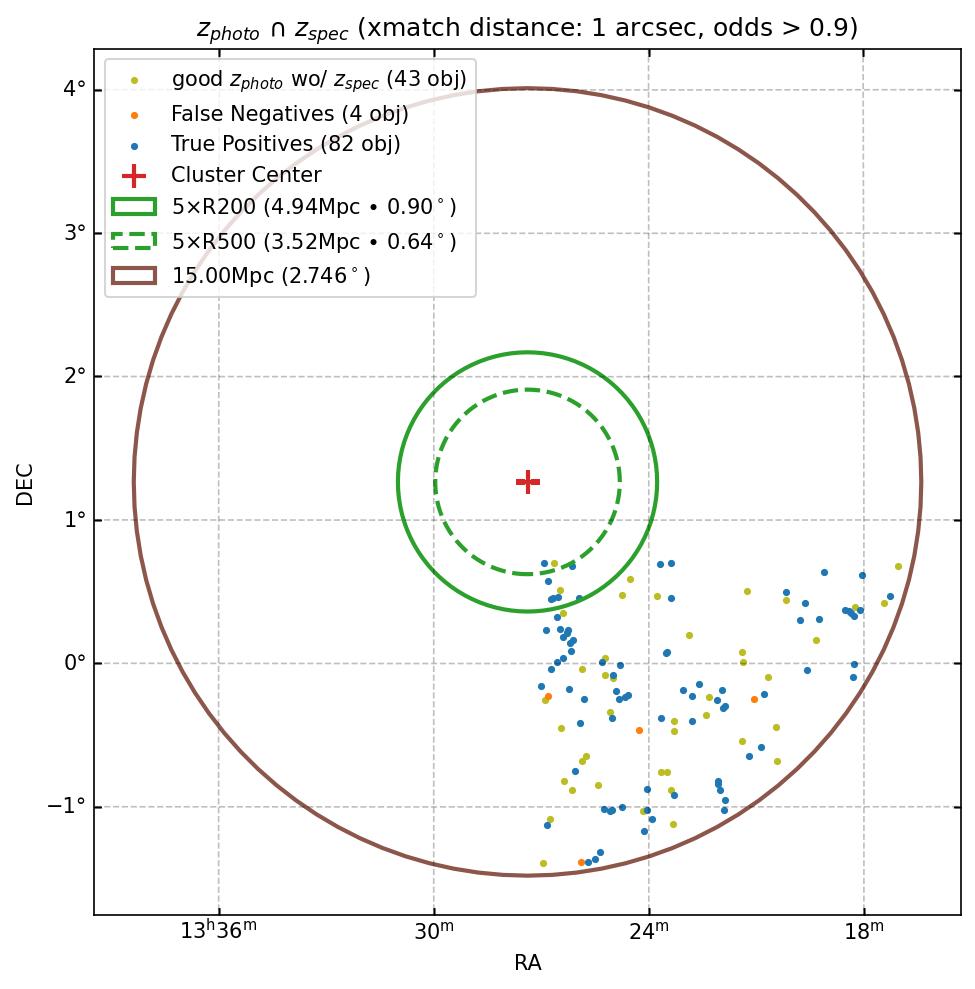 z_photo ∩ z_spec (xmatch distance: 1 arcsec, odds > 0.9)
good z_photo wo/ z_spec (43 obj)
False Negatives (4 obj)
True Positives (82 obj)
Cluster Center
5×R200 (4.94Mpc • 0.90°)
5×R500 (3.52Mpc • 0.64°)
15.00Mpc (2.746°)
4°
3°
2°
1°
0°
−1°
DEC
13h36m 30m 24m 18m
RA